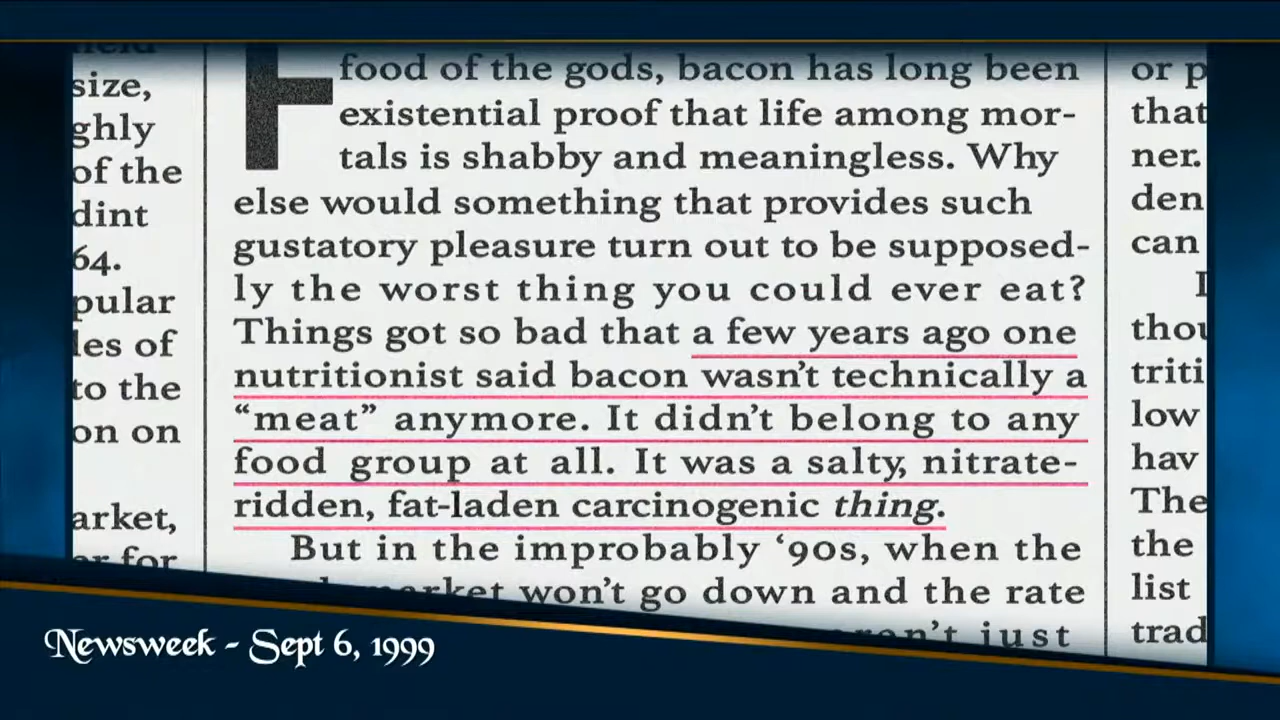 size,
ghly
of the
dint
64.
pular
les of
to the
on on
arket,
er for
F
food of the gods, bacon has long been
existential proof that life among mor-
tals is shabby and meaningless. Why
else would something that provides such
gustatory pleasure turn out to be supposed-
ly the worst thing you could ever eat?
Things got so bad that a few years ago one
nutritionist said bacon wasn't technically a
“meat” anymore. It didn't belong to any
food group at all. It was a salty, nitrate-
ridden, fat-laden carcinogenic thing.
But in the improbably ‘90s, when the
market won't go down and the rate
just
or p
that
ner.
den
can
I
thou
triti
low
hav
The
the
list
trad
Newsweek - Sept 6, 1999